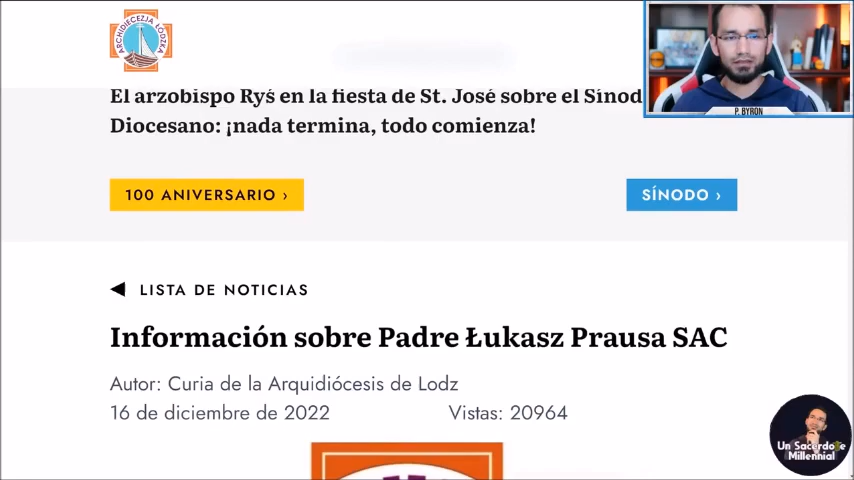 ARCHIDIECEZJA ŁÓDZKA
El arzobispo Ryś en la fiesta de St. José sobre el Sínod
Diocesano: ¡nada termina, todo comienza!
P. BYRON
100 ANIVERSARIO ›
SÍNODO ›
◀ LISTA DE NOTICIAS
Información sobre Padre Łukasz Prausa SAC
Autor: Curia de la Arquidiócesis de Lodz
16 de diciembre de 2022
Vistas: 20964
Un Sacerdote
Millennial